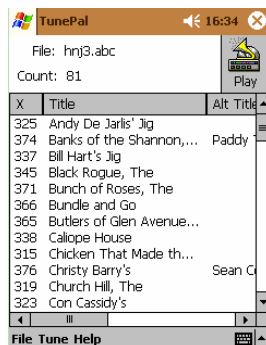 TunePal 16:34
File: hnj3.abc
Count: 81
Play
X Title Alt Title
325 Andy De Jarlis' Jig
374 Banks of the Shannon,... Paddy
337 Bill Hart's Jig
345 Black Rogue, The
371 Bunch of Roses, The
366 Bundle and Go
365 Butlers of Glen Avenue...
338 Caliope House
315 Chicken That Made th...
376 Christy Barry's Sean
319 Church Hill, The
323 Con Cassidy's
File Tune Help